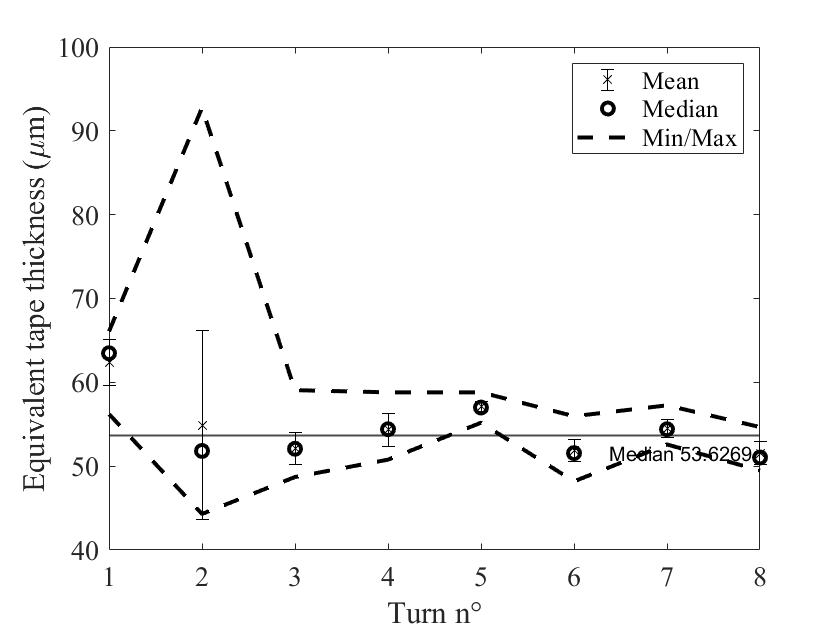 100
90
80
70
60
50
40
1 2 3 4 5 6 7 8
Equivalent tape thickness (μm)
Turn n°
Mean
Median
Min/Max
Median 53.6269